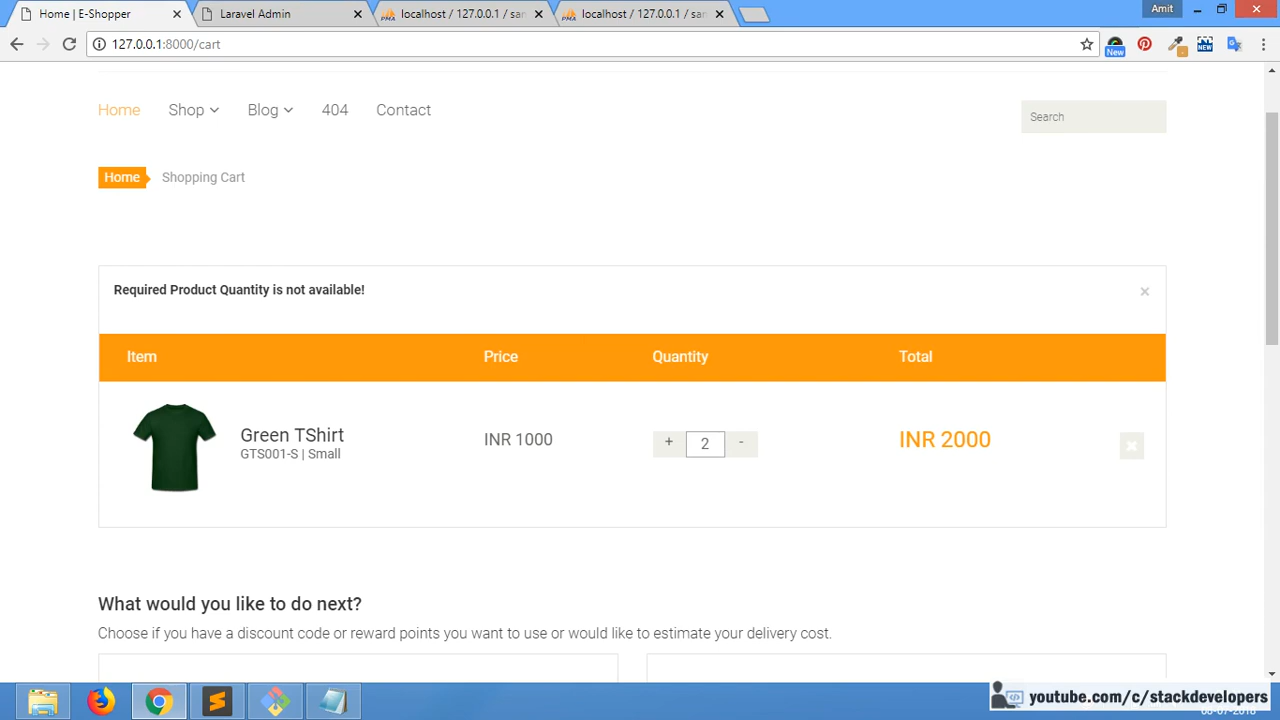 Home | E-Shopper
Laravel Admin
localhost / 127.0.0.1 / sar
localhost / 127.0.0.1 / sar
Amit
127.0.0.1:8000/cart
New
NEW
Home
Shop
Blog
404
Contact
Search
Home
Shopping Cart
Required Product Quantity is not available!
×
Item
Price
Quantity
Total
Green TShirt
GTS001-S | Small
INR 1000
+
2
-
INR 2000
What would you like to do next?
Choose if you have a discount code or reward points you want to use or would like to estimate your delivery cost.
youtube.com/c/stackdevelopers